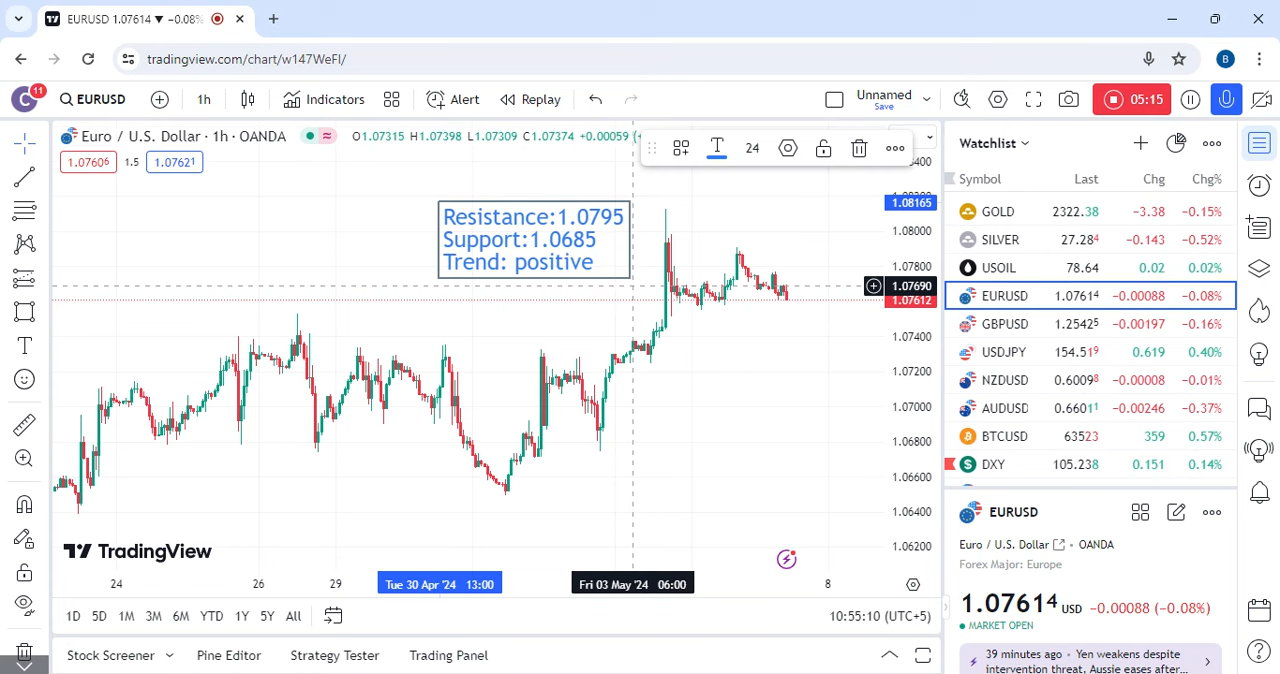 EURUSD 1.07614 ▼ −0.08%
tradingview.com/chart/w147WeFI/
B
C 11
EURUSD
1h
Indicators
Alert
Replay
Unnamed
Save
05:15
Euro / U.S. Dollar · 1h · OANDA
O1.07315 H1.07398 L1.07309 C1.07374 +0.00059
1.07606
1.5
1.07621
24
Resistance:1.0795
Support:1.0685
Trend: positive
1.08165
1.08000
1.07800
1.07690
1.07612
1.07400
1.07200
1.07000
1.06800
1.06600
1.06400
1.06200
TradingView
24
26
29
Tue 30 Apr '24 13:00
Fri 03 May '24 06:00
8
1D 5D 1M 3M 6M YTD 1Y 5Y All
10:55:10 (UTC+5)
Stock Screener
Pine Editor
Strategy Tester
Trading Panel
Watchlist
Symbol Last Chg Chg%
GOLD 2322.38 −3.38 −0.15%
SILVER 27.284 −0.143 −0.52%
USOIL 78.64 0.02 0.02%
EURUSD 1.07614 −0.00088 −0.08%
GBPUSD 1.25425 −0.00197 −0.16%
USDJPY 154.519 0.619 0.40%
NZDUSD 0.60098 −0.00008 −0.01%
AUDUSD 0.66011 −0.00246 −0.37%
BTCUSD 63523 359 0.57%
DXY 105.238 0.151 0.14%
EURUSD
Euro / U.S. Dollar · OANDA
Forex Major: Europe
1.07614 USD −0.00088 (−0.08%)
MARKET OPEN
39 minutes ago · Yen weakens despite
intervention threat, Aussie eases after...